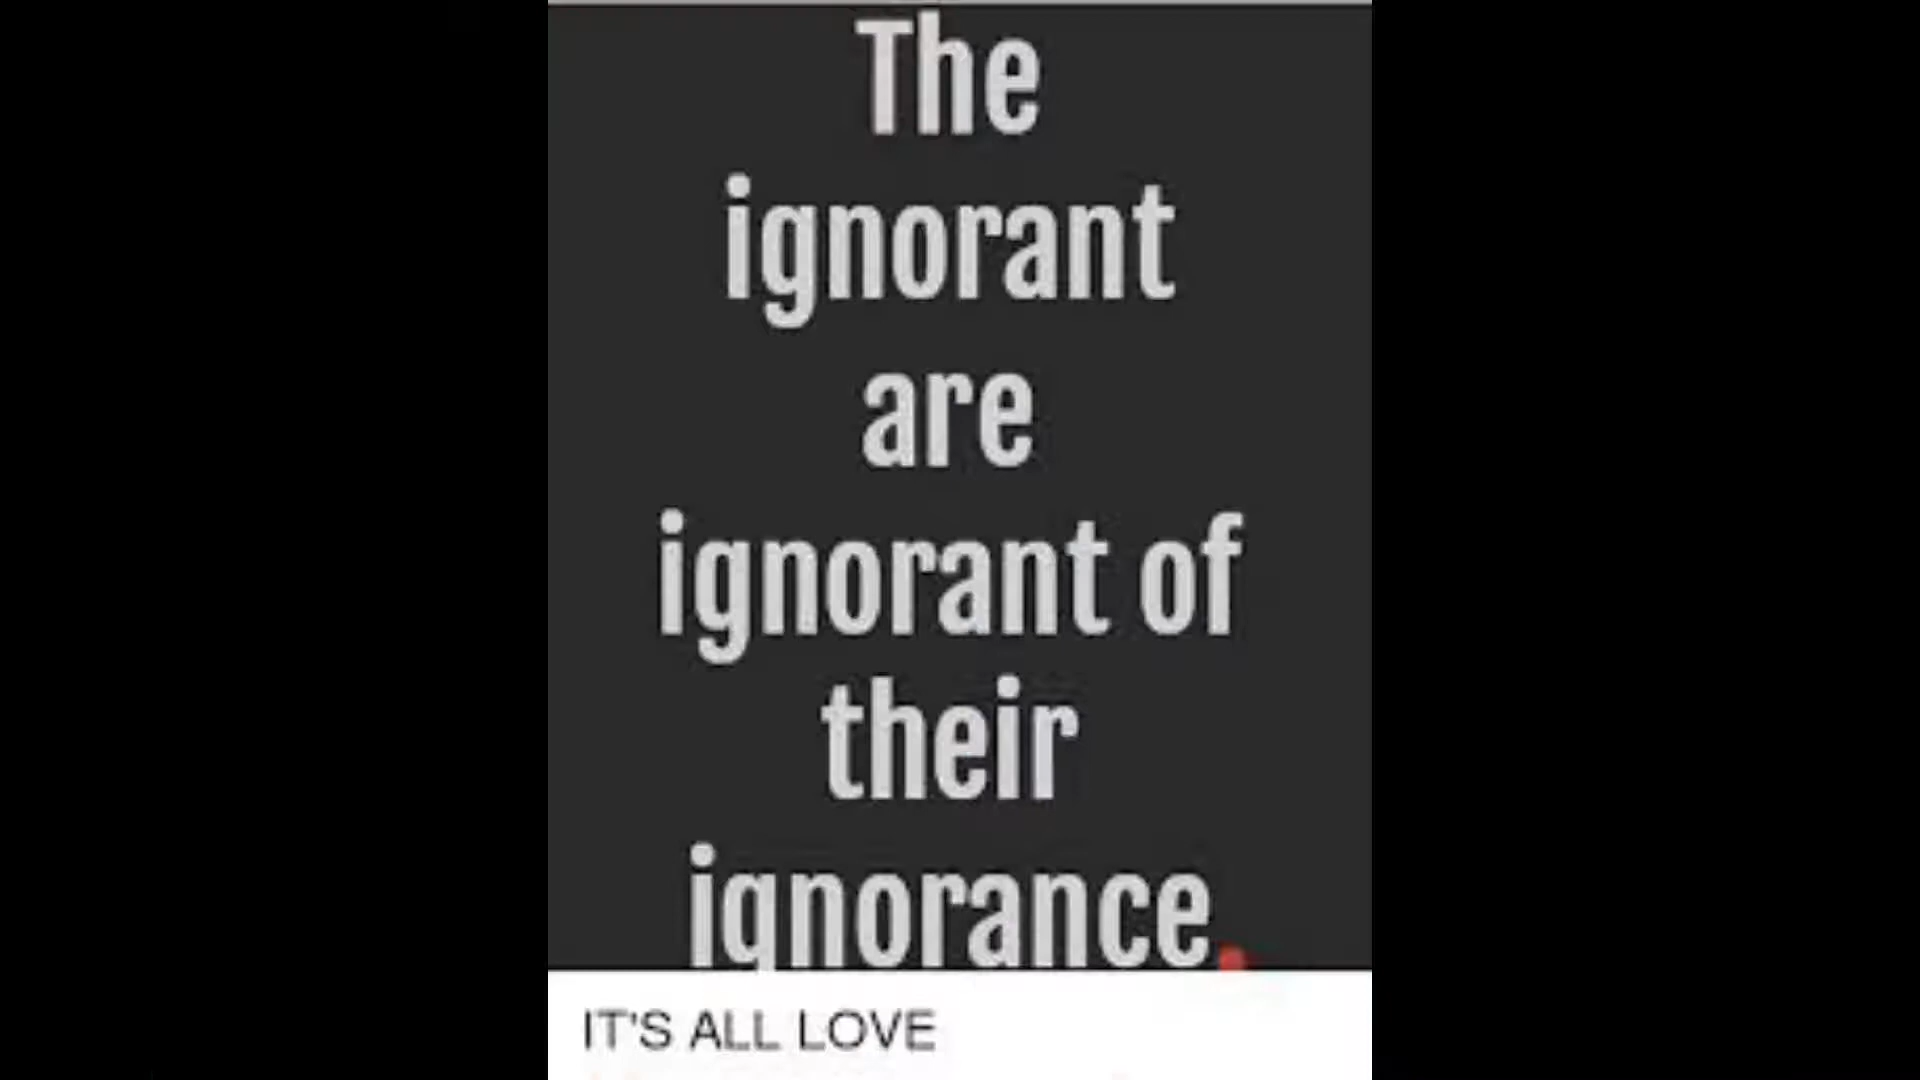 The
ignorant
are
ignorant of
their
ignorance.
IT'S ALL LOVE